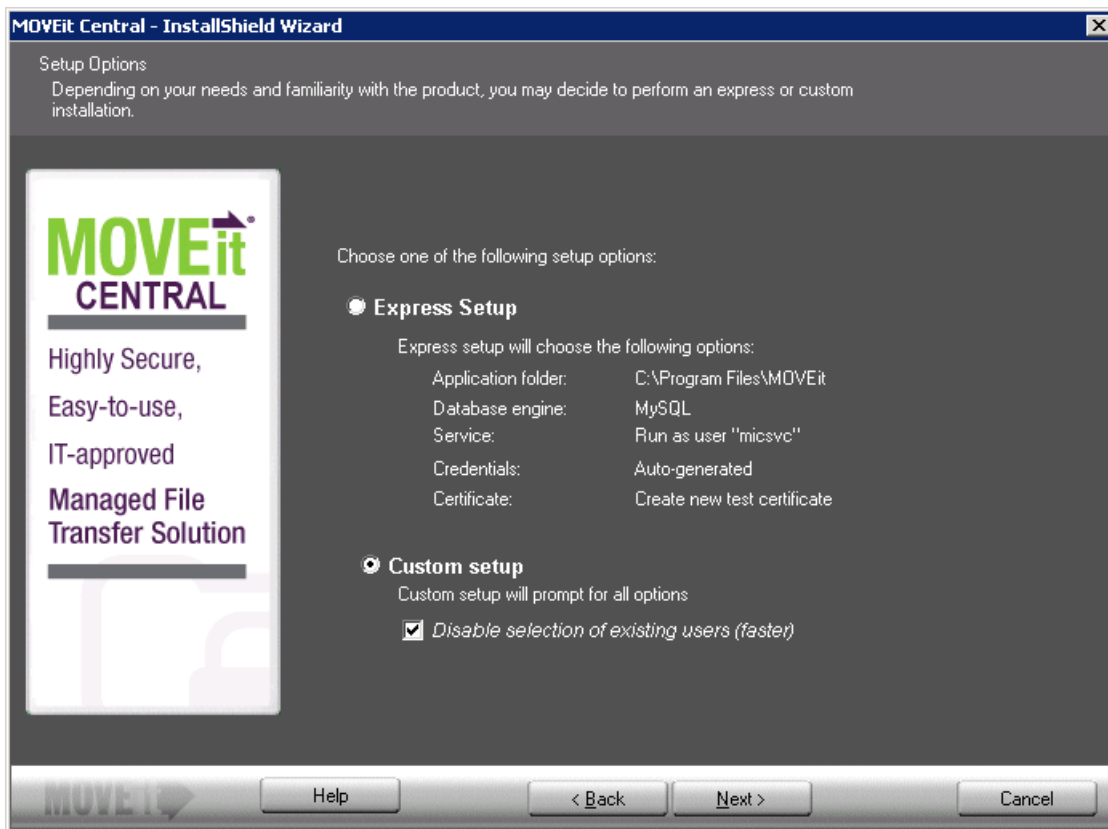 MOVEit Central - InstallShield Wizard
Setup Options
Depending on your needs and familiarity with the product, you may decide to perform an express or custom
installation.
MOVEit®
CENTRAL
Highly Secure,
Easy-to-use,
IT-approved
Managed File
Transfer Solution
Choose one of the following setup options:
Express Setup
Express setup will choose the following options:
Application folder: C:\Program Files\MOVEit
Database engine: MySQL
Service: Run as user "micsvc"
Credentials: Auto-generated
Certificate: Create new test certificate
Custom setup
Custom setup will prompt for all options
Disable selection of existing users (faster)
MOVEit
Help
< Back
Next >
Cancel